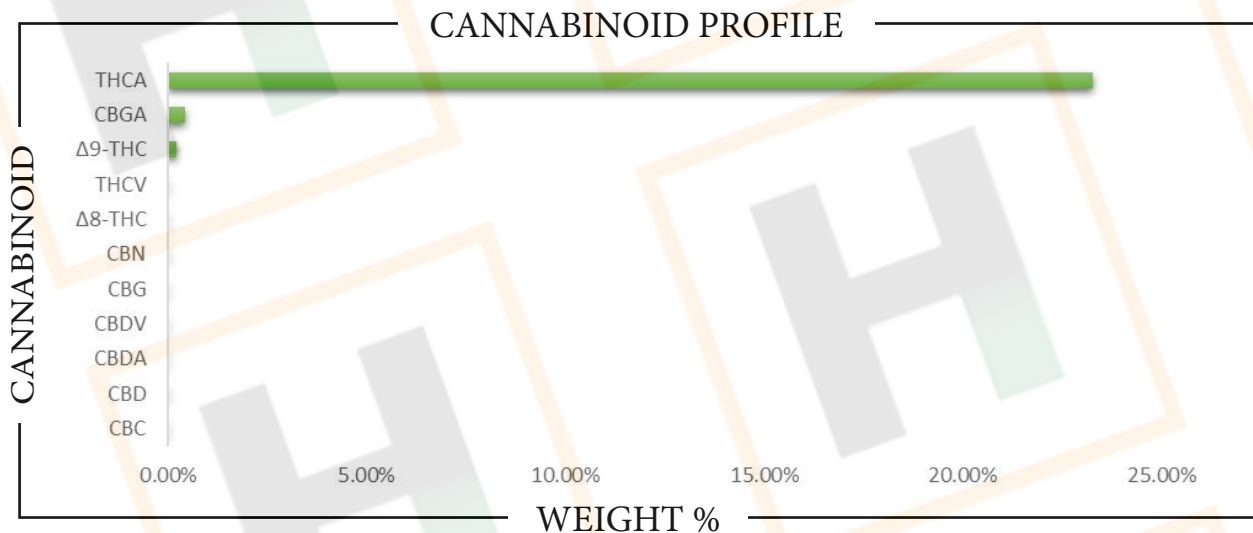 CANNABINOID PROFILE
CANNABINOID
THCA
CBGA
Δ9-THC
THCV
Δ8-THC
CBN
CBG
CBDV
CBDA
CBD
CBC
0.00% 5.00% 10.00% 15.00% 20.00% 25.00%
WEIGHT %